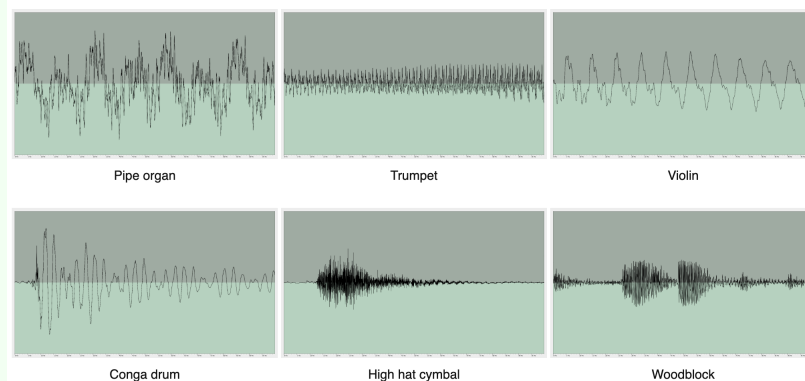 Pipe organ
Trumpet
Violin
Conga drum
High hat cymbal
Woodblock